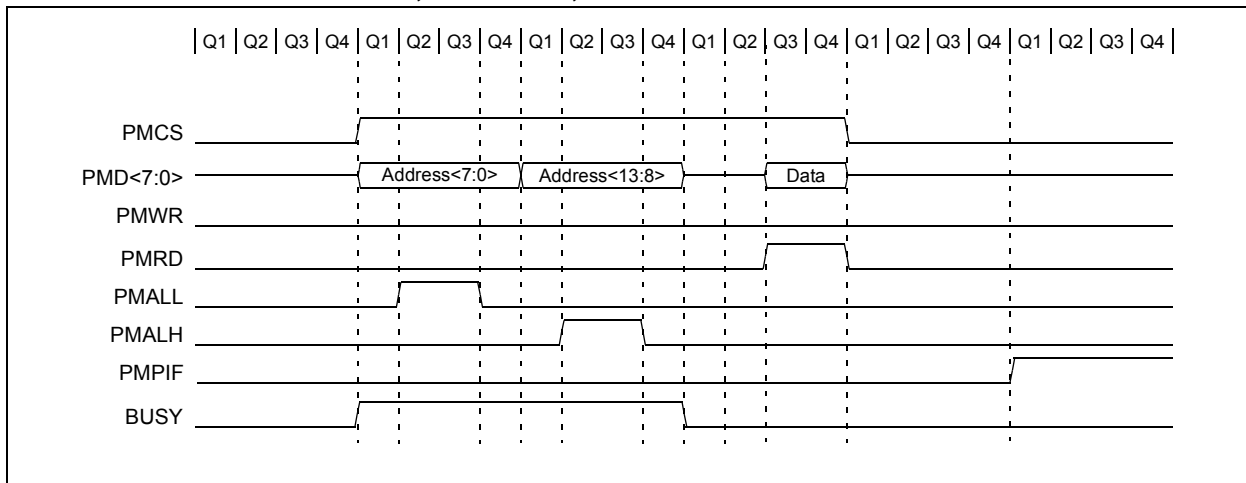 Q1 Q2 Q3 Q4 Q1 Q2 Q3 Q4 Q1 Q2 Q3 Q4 Q1 Q2 Q3 Q4 Q1 Q2 Q3 Q4 Q1 Q2 Q3 Q4
PMCS
PMD<7:0> Address<7:0> Address<13:8> Data
PMWR
PMRD
PMALL
PMALH
PMPIF
BUSY